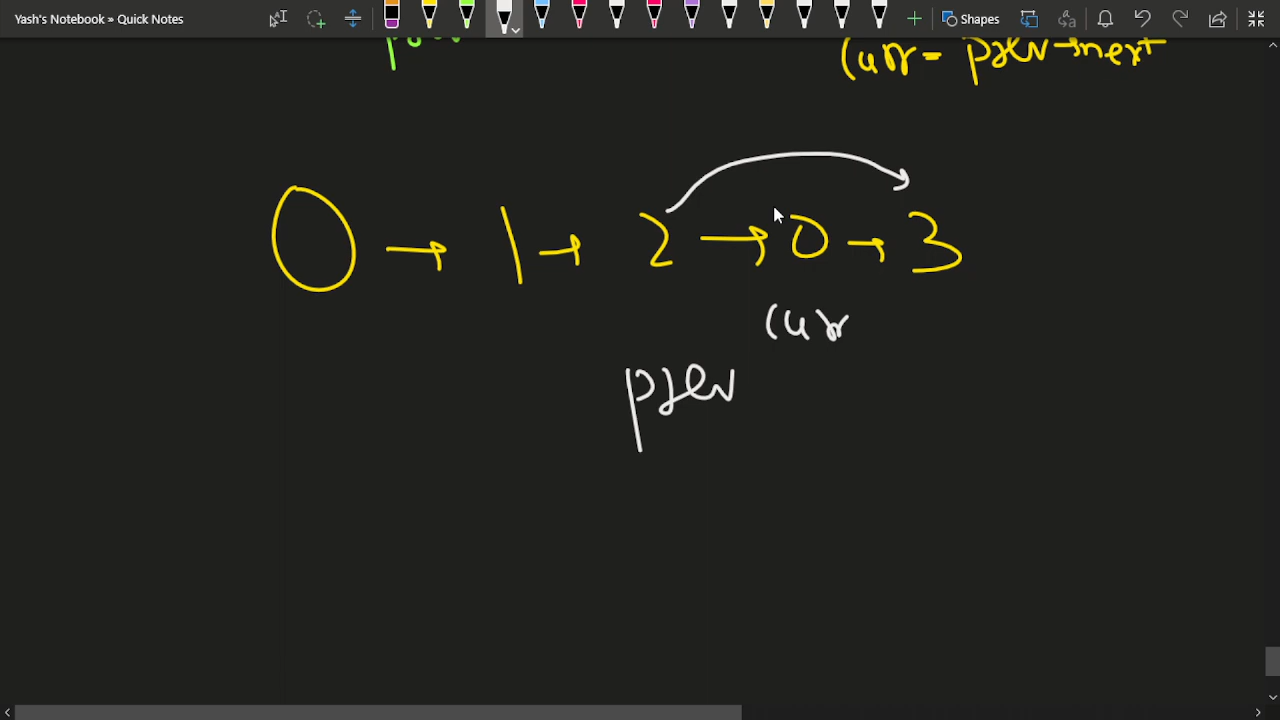 Yash's Notebook » Quick Notes
Shapes
curr = prev→next
0 → 1 → 2 → 0 → 3
curr
prev